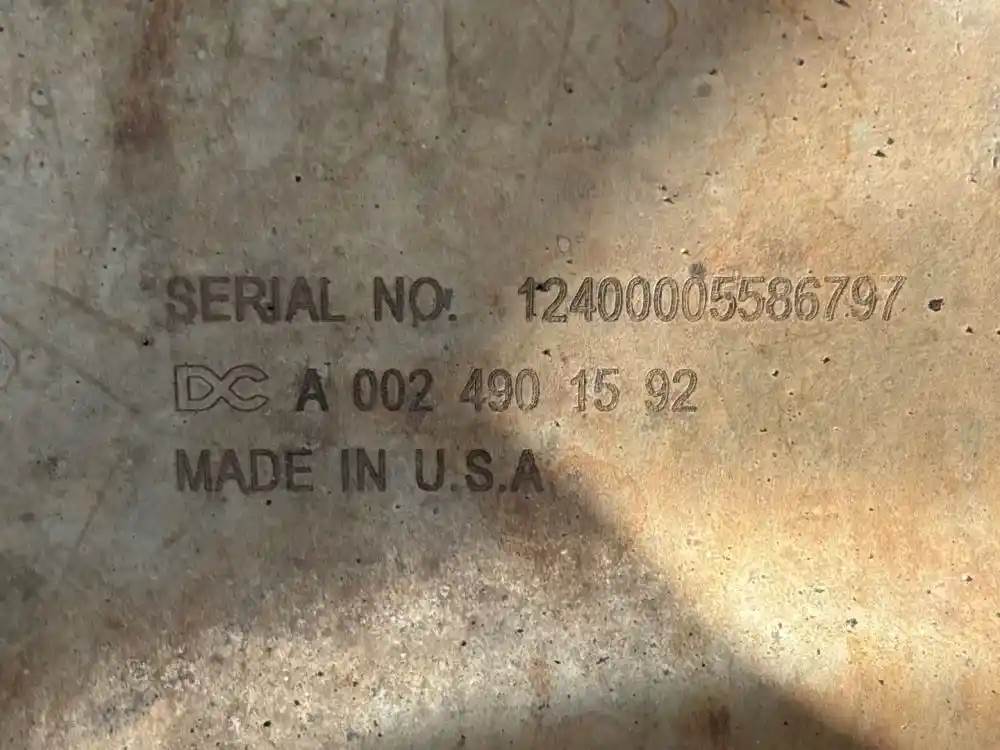 SERIAL NO. 12400005586797
DC A 002 490 15 92
MADE IN U.S.A